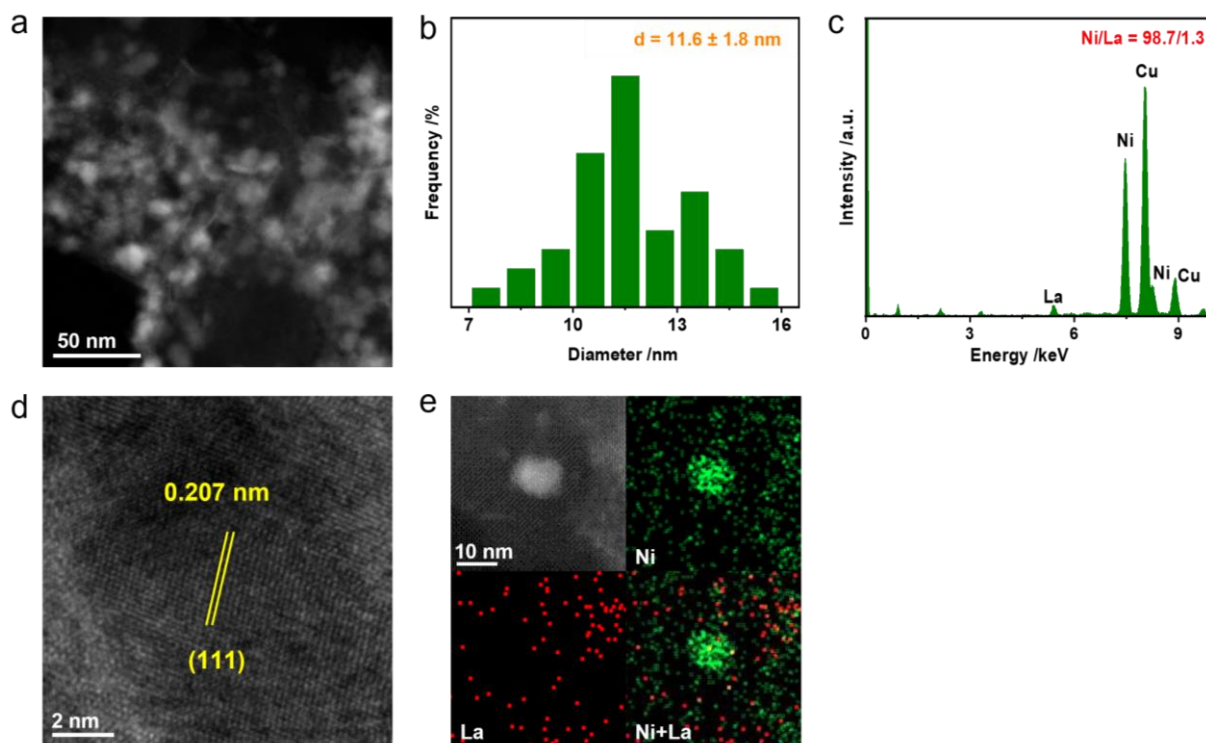 a
50 nm
b
d = 11.6 ± 1.8 nm
Frequency /%
7 10 13 16
Diameter /nm
c
Ni/La = 98.7/1.3
Cu
Ni
Ni
Cu
La
Intensity /a.u.
0 3 6 9
Energy /keV
d
0.207 nm
(111)
2 nm
e
10 nm
Ni
La
Ni+La